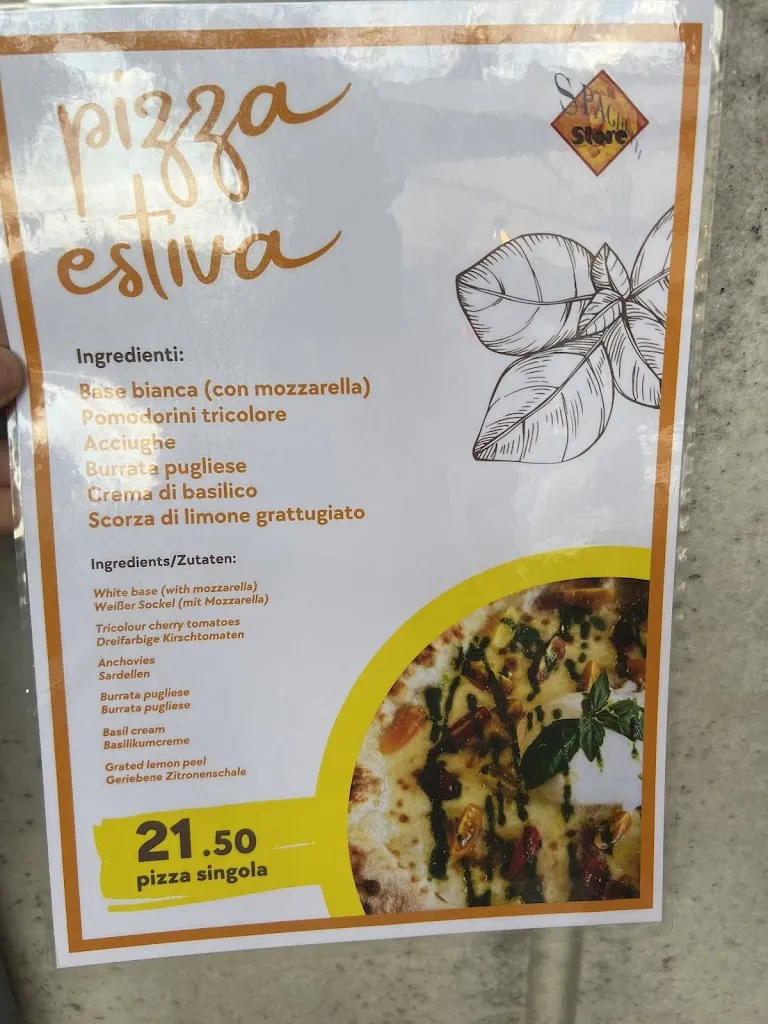 pizza
estiva
Store
Ingredienti:
Base bianca (con mozzarella)
Pomodorini tricolore
Acciughe
Burrata pugliese
Crema di basilico
Scorza di limone grattugiato
Ingredients/Zutaten:
White base (with mozzarella)
Weißer Sockel (mit Mozzarella)
Tricolour cherry tomatoes
Dreifarbige Kirschtomaten
Anchovies
Sardellen
Burrata pugliese
Burrata pugliese
Basil cream
Basilikumcreme
Grated lemon peel
Geriebene Zitronenschale
21.50
pizza singola